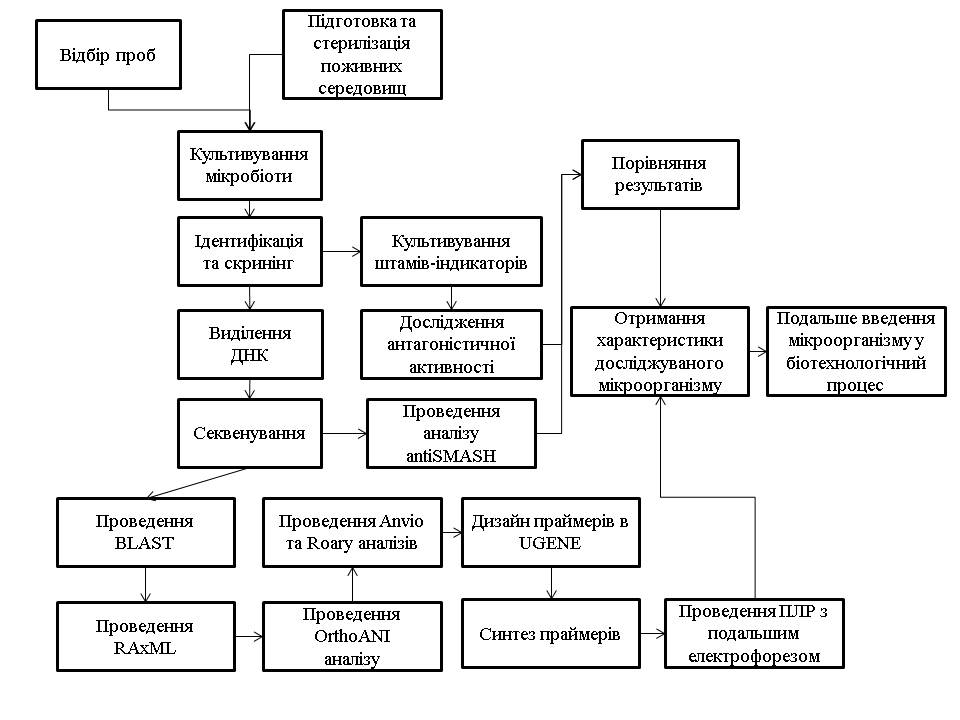 Відбір проб
Підготовка та
стерилізація
поживних
середовищ
Культивування
мікробіоти
Порівняння
результатів
Ідентифікація
та скринінг
Культивування
штамів-індикаторів
Виділення
ДНК
Дослідження
антагоністичної
активності
Отримання
характеристики
досліджуваного
мікроорганізму
Подальше введення
мікроорганізму у
біотехнологічний
процес
Секвенування
Проведення
аналізу
antiSMASH
Проведення
BLAST
Проведення Anvio
та Roary аналізів
Дизайн праймерів в
UGENE
Проведення
RAxML
Проведення
OrthoANI
аналізу
Синтез праймерів
Проведення ПЛР з
подальшим
електрофорезом